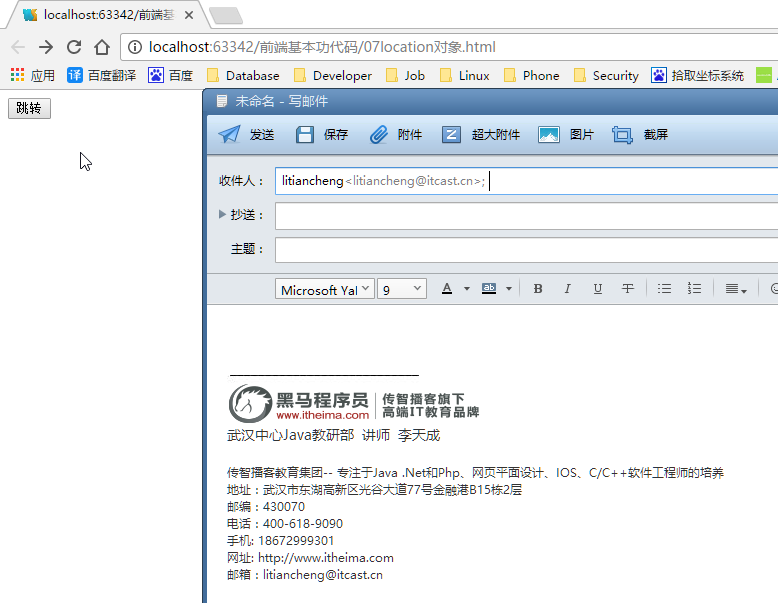 localhost:63342/前端基
localhost:63342/前端基本功代码/07location对象.html
应用 译 百度翻译 百度 Database Developer Job Linux Phone Security 拾取坐标系统
跳转
未命名 - 写邮件
发送 保存 附件 超大附件 图片 截屏
收件人： litiancheng<litiancheng@itcast.cn>;
抄送：
主题：
Microsoft Yal 9 A ab B I U T
黑马程序员 传智播客旗下
www.itheima.com 高端IT教育品牌
武汉中心Java教研部 讲师 李天成
传智播客教育集团-- 专注于Java .Net和Php、网页平面设计、IOS、C/C++软件工程师的培养
地址：武汉市东湖高新区光谷大道77号金融港B15栋2层
邮编：430070
电话：400-618-9090
手机: 18672999301
网址: http://www.itheima.com
邮箱：litiancheng@itcast.cn